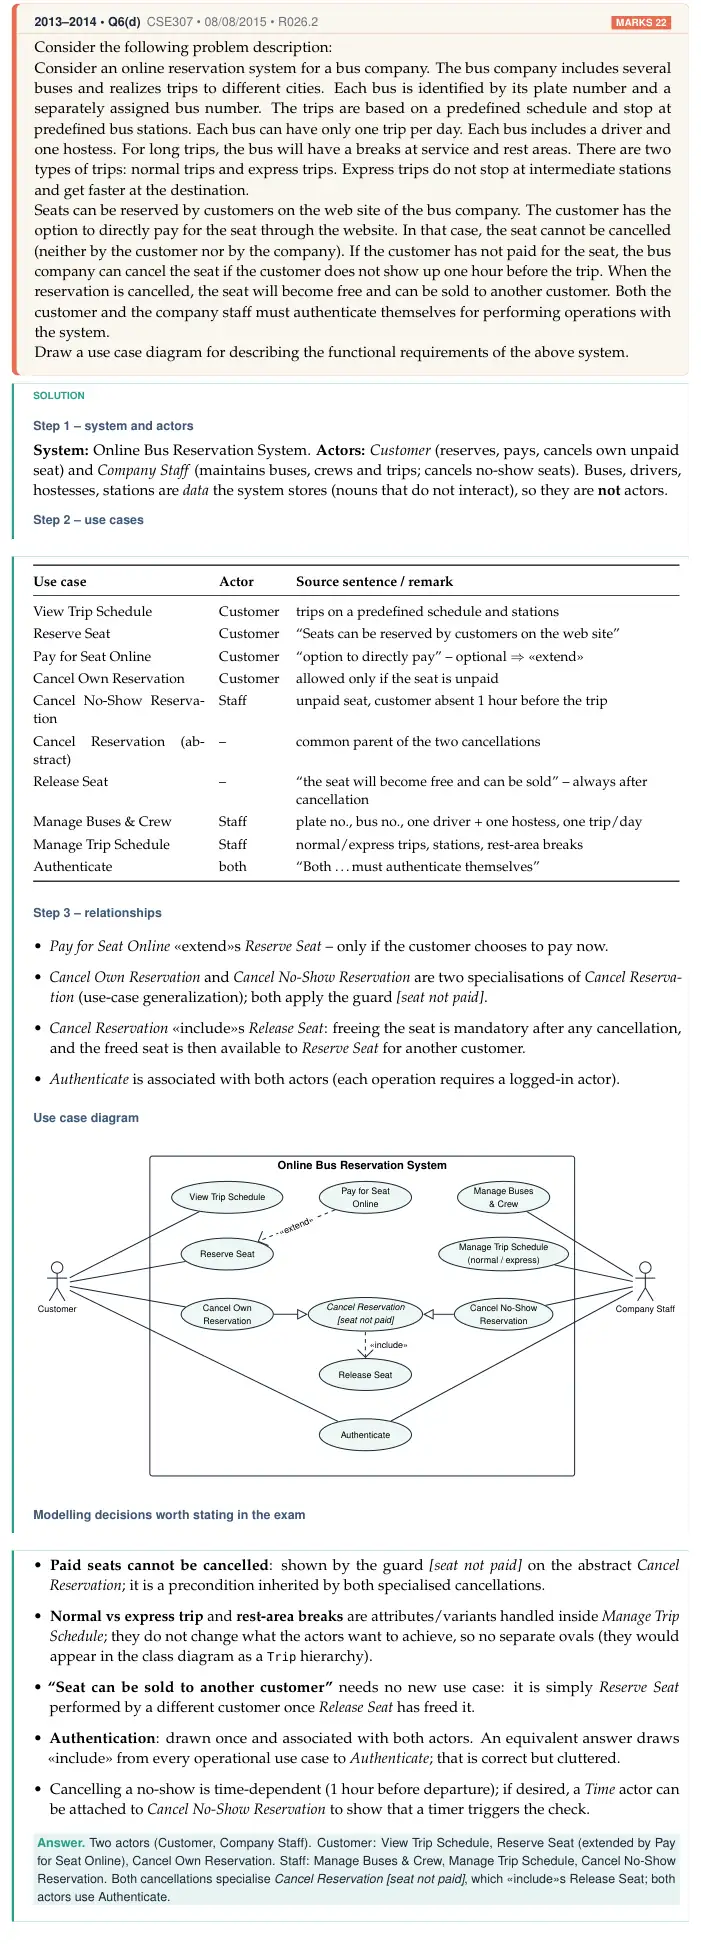 2013–2014 • Q6(d) CSE307 • 08/08/2015 • R026.2
MARKS 22
Consider the following problem description:
Consider an online reservation system for a bus company. The bus company includes several
buses and realizes trips to different cities. Each bus is identified by its plate number and a
separately assigned bus number. The trips are based on a predefined schedule and stop at
predefined bus stations. Each bus can have only one trip per day. Each bus includes a driver and
one hostess. For long trips, the bus will have a breaks at service and rest areas. There are two
types of trips: normal trips and express trips. Express trips do not stop at intermediate stations
and get faster at the destination.
Seats can be reserved by customers on the web site of the bus company. The customer has the
option to directly pay for the seat through the website. In that case, the seat cannot be cancelled
(neither by the customer nor by the company). If the customer has not paid for the seat, the bus
company can cancel the seat if the customer does not show up one hour before the trip. When the
reservation is cancelled, the seat will become free and can be sold to another customer. Both the
customer and the company staff must authenticate themselves for performing operations with
the system.
Draw a use case diagram for describing the functional requirements of the above system.
SOLUTION
Step 1 – system and actors
System: Online Bus Reservation System. Actors: Customer (reserves, pays, cancels own unpaid
seat) and Company Staff (maintains buses, crews and trips; cancels no-show seats). Buses, drivers,
hostesses, stations are data the system stores (nouns that do not interact), so they are not actors.
Step 2 – use cases
Use case Actor Source sentence / remark
View Trip Schedule Customer trips on a predefined schedule and stations
Reserve Seat Customer “Seats can be reserved by customers on the web site”
Pay for Seat Online Customer “option to directly pay” – optional ⇒ «extend»
Cancel Own Reservation Customer allowed only if the seat is unpaid
Cancel No-Show Reserva- Staff unpaid seat, customer absent 1 hour before the trip
tion
Cancel Reservation (ab- – common parent of the two cancellations
stract)
Release Seat – “the seat will become free and can be sold” – always after
cancellation
Manage Buses & Crew Staff plate no., bus no., one driver + one hostess, one trip/day
Manage Trip Schedule Staff normal/express trips, stations, rest-area breaks
Authenticate both “Both . . . must authenticate themselves”
Step 3 – relationships
• Pay for Seat Online «extend»s Reserve Seat – only if the customer chooses to pay now.
• Cancel Own Reservation and Cancel No-Show Reservation are two specialisations of Cancel Reserva-
tion (use-case generalization); both apply the guard [seat not paid].
• Cancel Reservation «include»s Release Seat: freeing the seat is mandatory after any cancellation,
and the freed seat is then available to Reserve Seat for another customer.
• Authenticate is associated with both actors (each operation requires a logged-in actor).
Use case diagram
Online Bus Reservation System
View Trip Schedule
Pay for Seat
Online
Manage Buses
& Crew
«extend»
Reserve Seat
Manage Trip Schedule
(normal / express)
Customer
Company Staff
Cancel Own
Reservation
Cancel Reservation
[seat not paid]
Cancel No-Show
Reservation
«include»
Release Seat
Authenticate
Modelling decisions worth stating in the exam
• Paid seats cannot be cancelled: shown by the guard [seat not paid] on the abstract Cancel
Reservation; it is a precondition inherited by both specialised cancellations.
• Normal vs express trip and rest-area breaks are attributes/variants handled inside Manage Trip
Schedule; they do not change what the actors want to achieve, so no separate ovals (they would
appear in the class diagram as a Trip hierarchy).
• “Seat can be sold to another customer” needs no new use case: it is simply Reserve Seat
performed by a different customer once Release Seat has freed it.
• Authentication: drawn once and associated with both actors. An equivalent answer draws
«include» from every operational use case to Authenticate; that is correct but cluttered.
• Cancelling a no-show is time-dependent (1 hour before departure); if desired, a Time actor can
be attached to Cancel No-Show Reservation to show that a timer triggers the check.
Answer. Two actors (Customer, Company Staff). Customer: View Trip Schedule, Reserve Seat (extended by Pay
for Seat Online), Cancel Own Reservation. Staff: Manage Buses & Crew, Manage Trip Schedule, Cancel No-Show
Reservation. Both cancellations specialise Cancel Reservation [seat not paid], which «include»s Release Seat; both
actors use Authenticate.